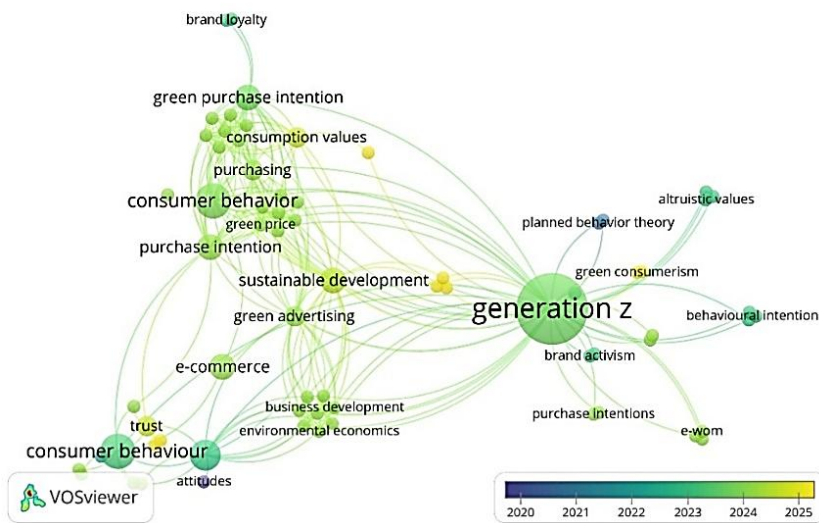 brand loyalty
green purchase intention
consumption values
purchasing
consumer behavior
altruistic values
green price
planned behavior theory
purchase intention
green consumerism
sustainable development
generation z
green advertising
behavioural intention
brand activism
e-commerce
business development
purchase intentions
trust
environmental economics
e-wom
consumer behaviour
attitudes
VOSviewer
2020 2021 2022 2023 2024 2025